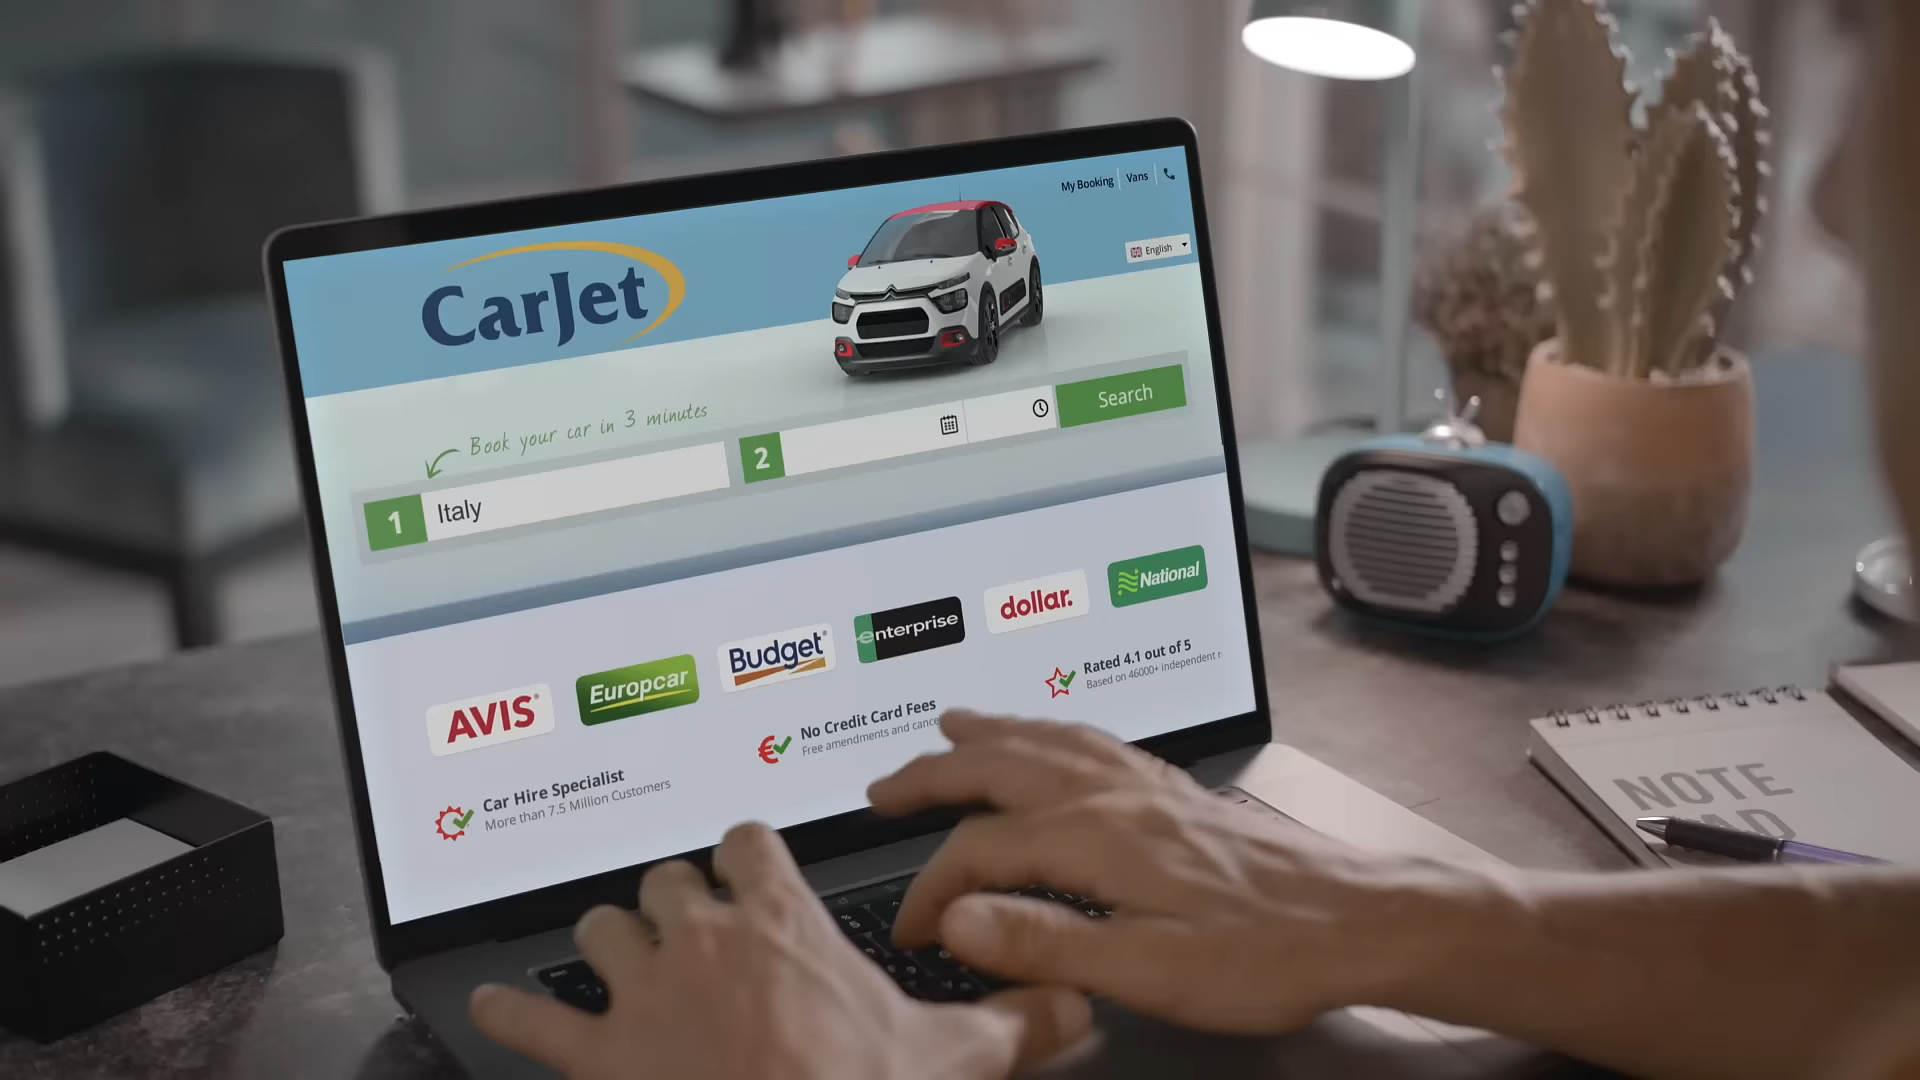 My Booking
Vans
English
CarJet
Book your car in 3 minutes
1
Italy
2
Search
AVIS
Europcar
Budget
enterprise
dollar.
National
Car Hire Specialist
More than 7.5 Million Customers
No Credit Card Fees
Free amendments and
Rated 4.1 out of 5
Based on 46000+ independent
NOTE